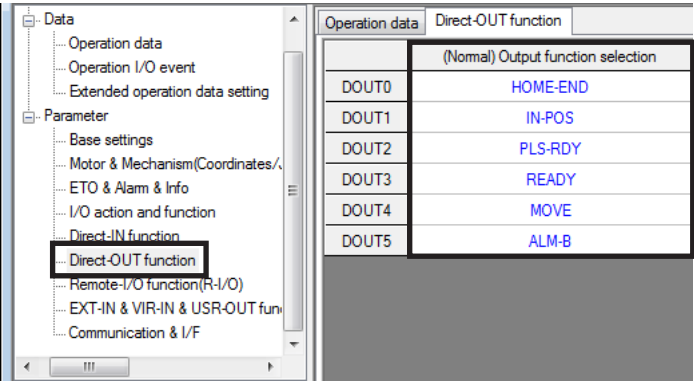 Data
Operation data
Operation I/O event
Extended operation data setting
Parameter
Base settings
Motor & Mechanism(Coordinates/
ETO & Alarm & Info
I/O action and function
Direct-IN function
Direct-OUT function
Remote-I/O function(R-I/O)
EXT-IN & VIR-IN & USR-OUT fun
Communication & I/F
Operation data Direct-OUT function
(Normal) Output function selection
DOUT0 HOME-END
DOUT1 IN-POS
DOUT2 PLS-RDY
DOUT3 READY
DOUT4 MOVE
DOUT5 ALM-B